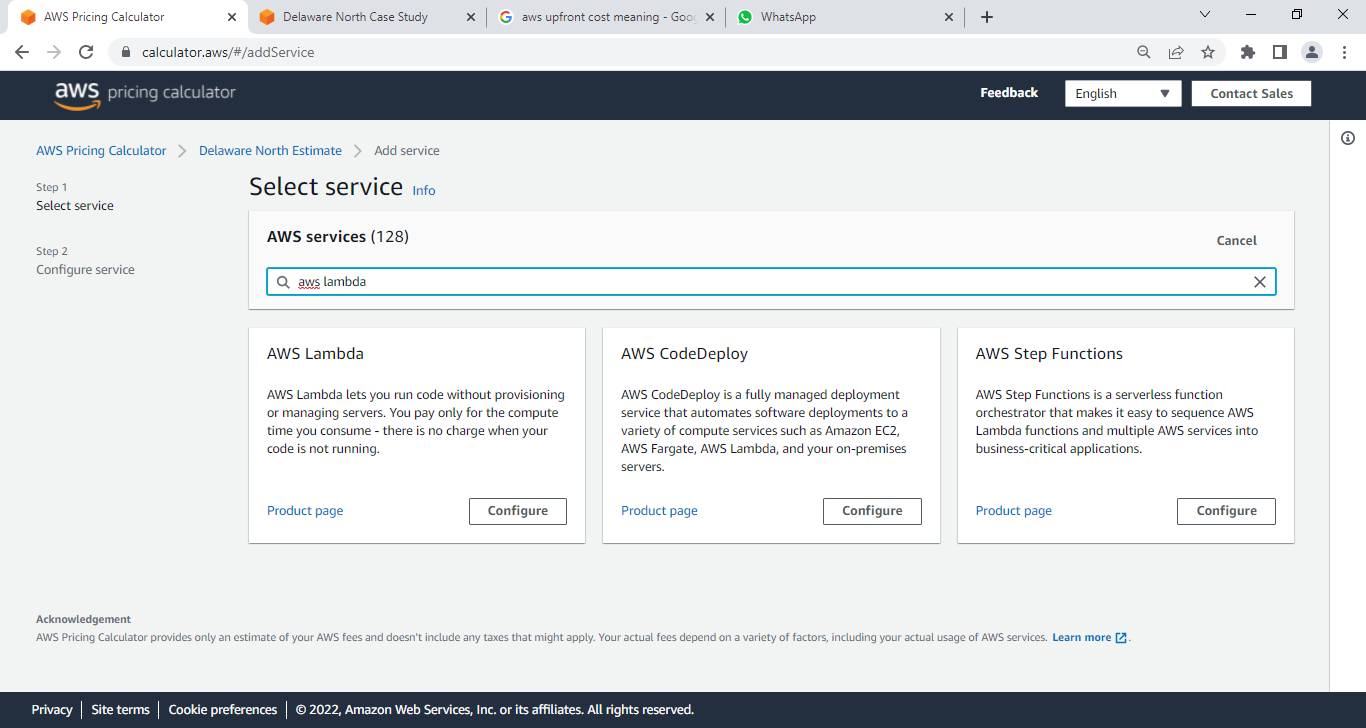 AWS Pricing Calculator
Delaware North Case Study
aws upfront cost meaning - Goo
WhatsApp
calculator.aws/#/addService
aws pricing calculator
Feedback
English
Contact Sales
AWS Pricing Calculator
Delaware North Estimate
Add service
Step 1
Select service
Step 2
Configure service
Select service Info
AWS services (128)
Cancel
aws lambda
AWS Lambda
AWS Lambda lets you run code without provisioning
or managing servers. You pay only for the compute
time you consume - there is no charge when your
code is not running.
Product page
Configure
AWS CodeDeploy
AWS CodeDeploy is a fully managed deployment
service that automates software deployments to a
variety of compute services such as Amazon EC2,
AWS Fargate, AWS Lambda, and your on-premises
servers.
Product page
Configure
AWS Step Functions
AWS Step Functions is a serverless function
orchestrator that makes it easy to sequence AWS
Lambda functions and multiple AWS services into
business-critical applications.
Product page
Configure
Acknowledgement
AWS Pricing Calculator provides only an estimate of your AWS fees and doesn't include any taxes that might apply. Your actual fees depend on a variety of factors, including your actual usage of AWS services. Learn more.
Privacy | Site terms | Cookie preferences | © 2022, Amazon Web Services, Inc. or its affiliates. All rights reserved.